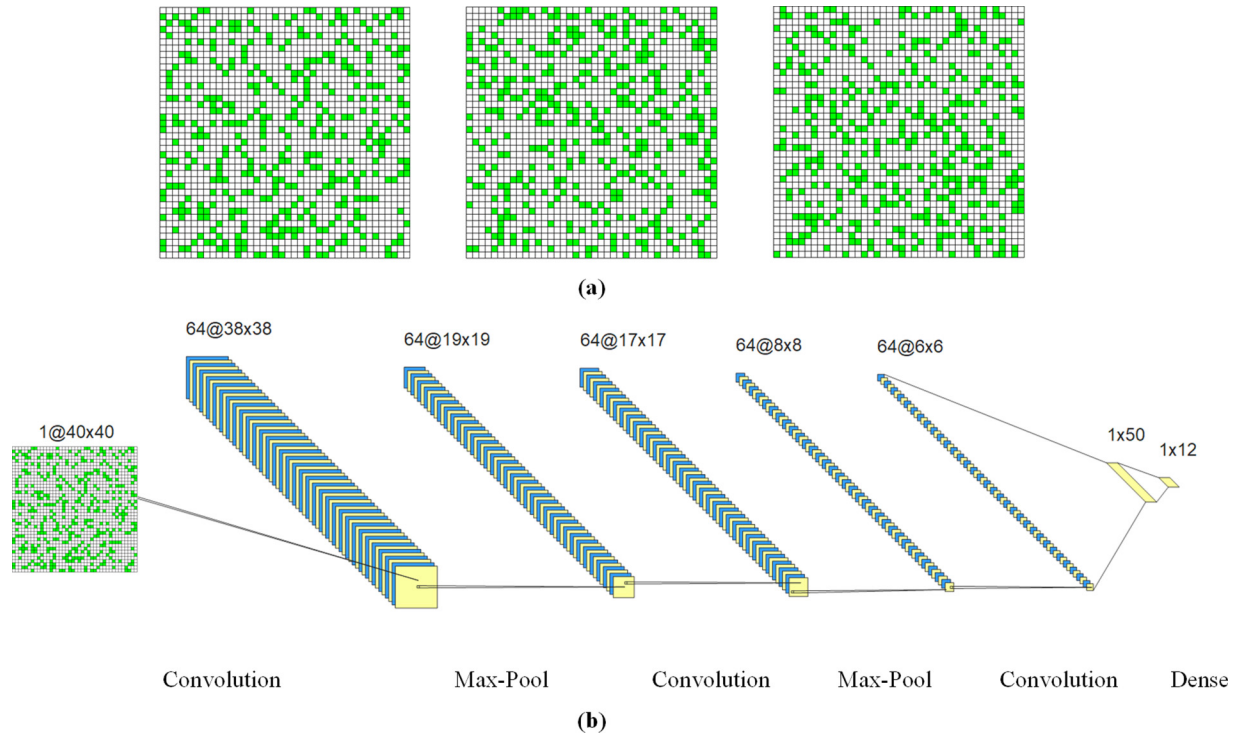 (a)
64@38x38
64@19x19
64@17x17
64@8x8
64@6x6
1@40x40
1x50
1x12
Convolution Max-Pool Convolution Max-Pool Convolution Dense
(b)